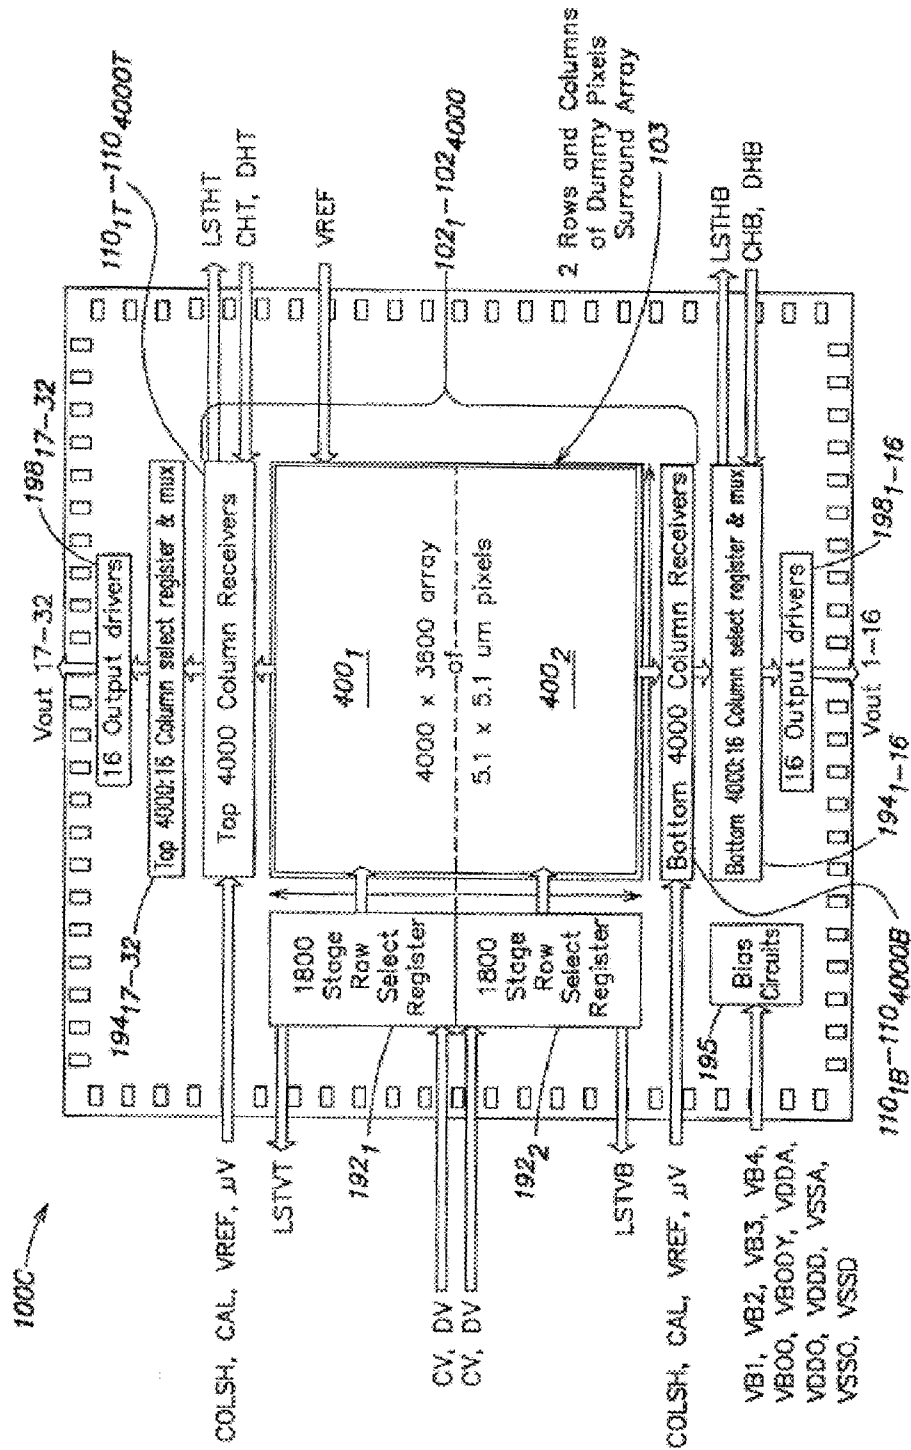 100C
Vout 17-32
198₁₇₋₃₂
16 Output drivers
194₁₇₋₃₂
Top 4000:16 Column select register & mux
110₁T-110₄₀₀₀T
Top 4000 Column Receivers
LSTHT
CHT, DHT
COLSH, CAL, VREF, µV
VREF
LSTVT
192₁
1800
Stage
Row
Select
Register
400₁
4000 x 3600 array
of
5.1 x 5.1 um pixels
400₂
102₁-102₄₀₀₀
CV, DV
CV, DV
1800
Stage
Row
Select
Register
192₂
LSTVB
2 Rows and Columns
of Dummy Pixels
Surround Array
103
COLSH, CAL, VREF, µV
Bottom 4000 Column Receivers
LSTHB
CHB, DHB
Bottom 4000:16 Column select register & mux
195
Bias
Circuits
VB1, VB2, VB3, VB4,
VBOO, VBODY, VDDA,
VDDO, VDDD, VSSA,
VSSO, VSSD
16 Output drivers
198₁₋₁₆
Vout 1-16
194₁₋₁₆
110₁B-110₄₀₀₀B